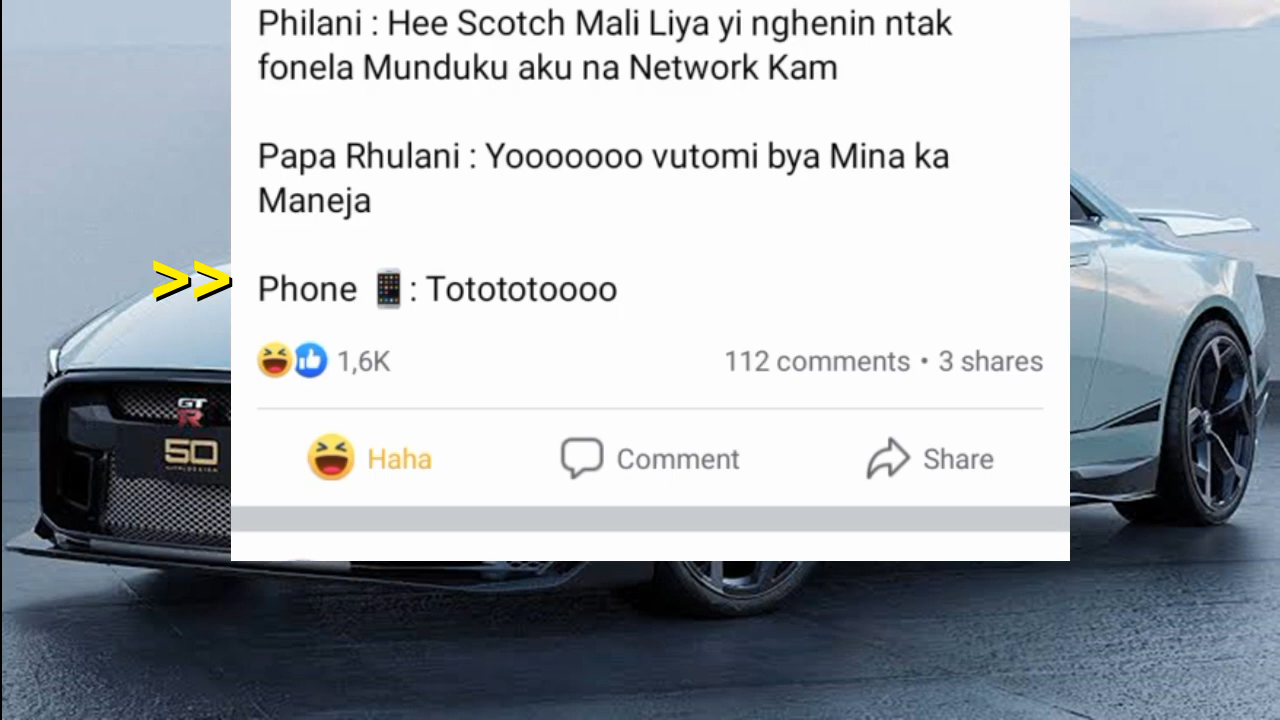 Philani : Hee Scotch Mali Liya yi nghenin ntak
fonela Munduku aku na Network Kam
Papa Rhulani : Yooooooo vutomi bya Mina ka
Maneja
>> Phone 📱: Totototoooo
1,6K 112 comments • 3 shares
Haha Comment Share
GT
R
50